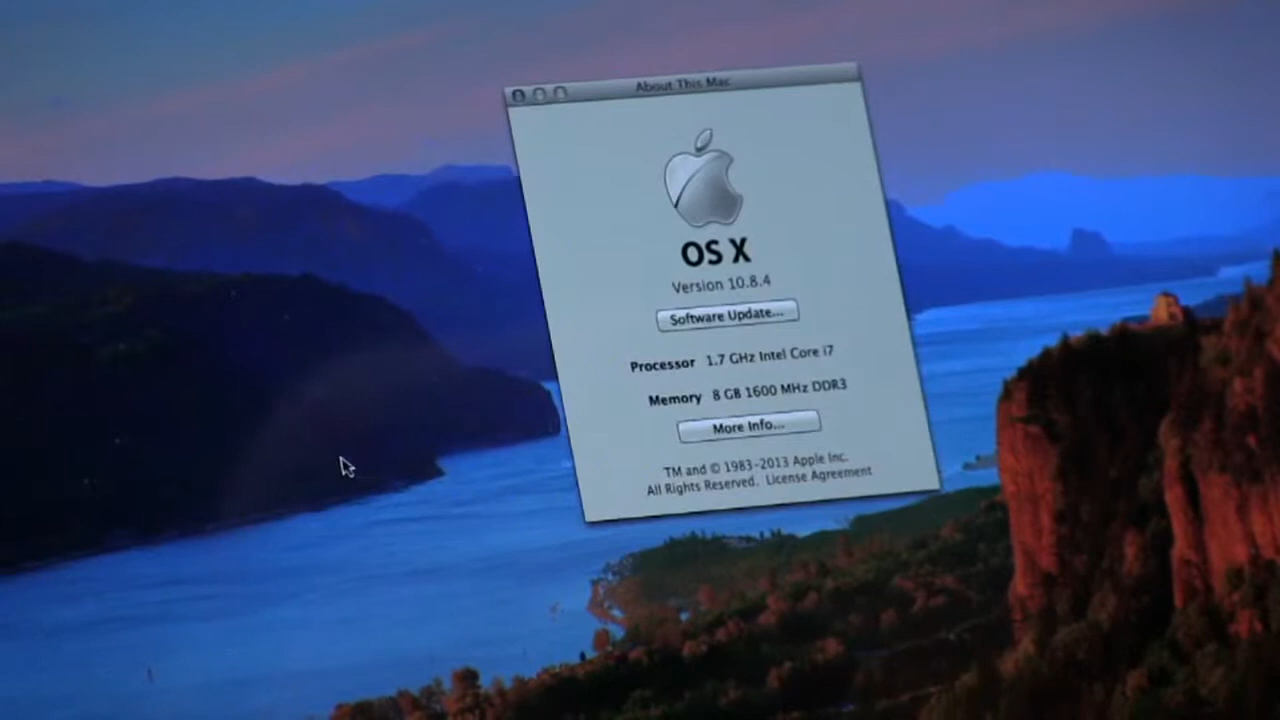 About This Mac
OS X
Version 10.8.4
Software Update...
Processor 1.7 GHz Intel Core i7
Memory 8 GB 1600 MHz DDR3
More Info...
TM and © 1983-2013 Apple Inc.
All Rights Reserved. License Agreement